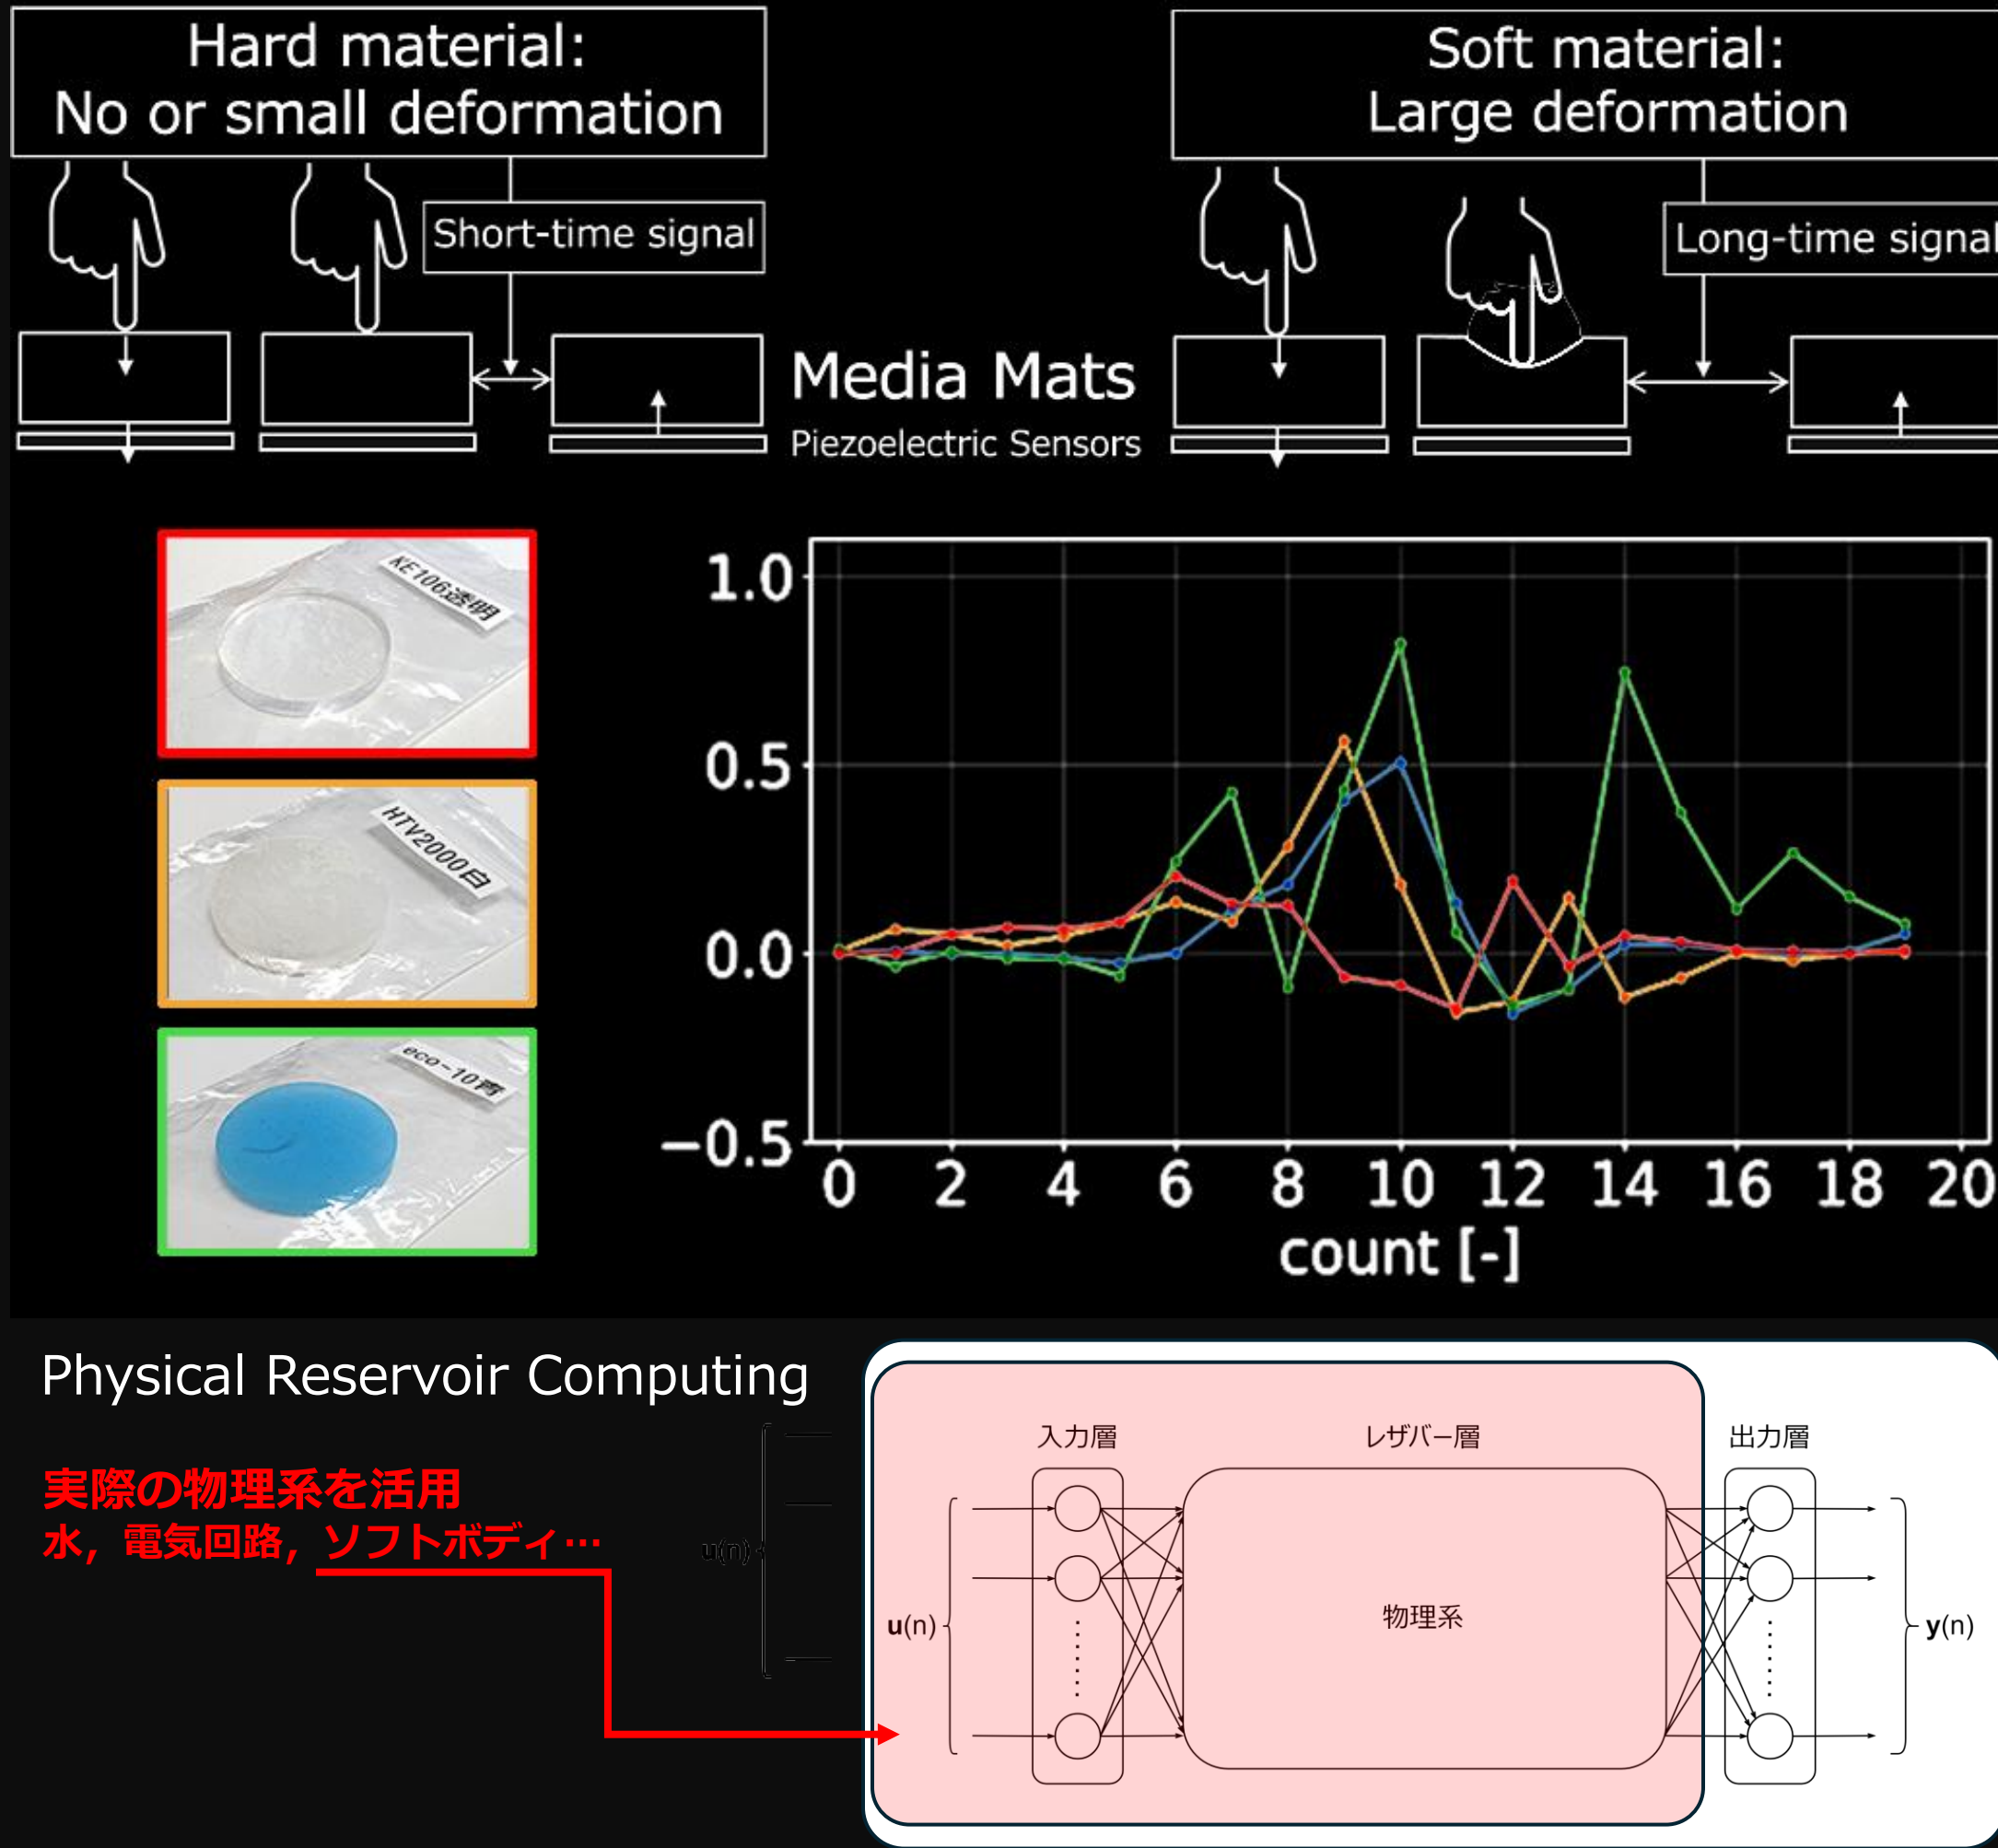 Hard material:
No or small deformation
Soft material:
Large deformation
Short-time signal
Long-time signal
Media Mats
Piezoelectric Sensors
KE106透明
HTV2000白
eco-10青
1.0
0.5
0.0
−0.5
0 2 4 6 8 10 12 14 16 18 20
count [-]
Physical Reservoir Computing
実際の物理系を活用
水，電気回路，ソフトボディ…
u(n)
入力層
レザバー層
出力層
u(n)
物理系
y(n)